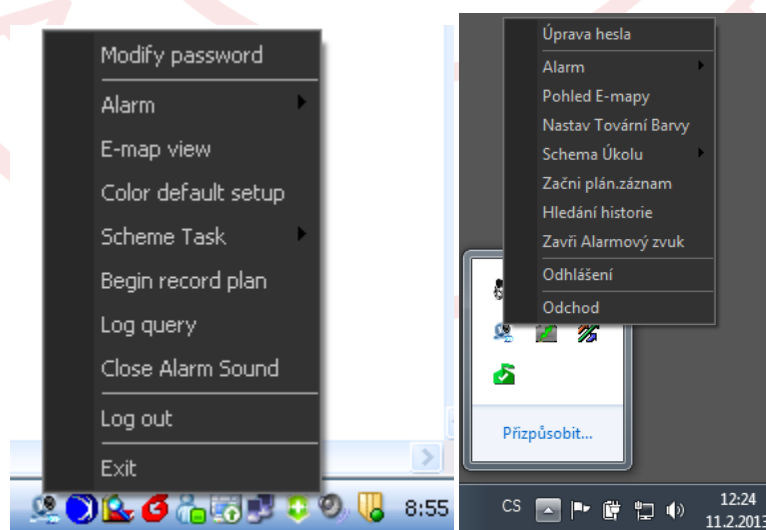 Modify password
Alarm
E-map view
Color default setup
Scheme Task
Begin record plan
Log query
Close Alarm Sound
Log out
Exit
8:55
Úprava hesla
Alarm
Pohled E-mapy
Nastav Tovární Barvy
Schema Úkolu
Začni plán.záznam
Hledání historie
Zavři Alarmový zvuk
Odhlášení
Odchod
Přizpůsobit...
CS
12:24
11.2.2013